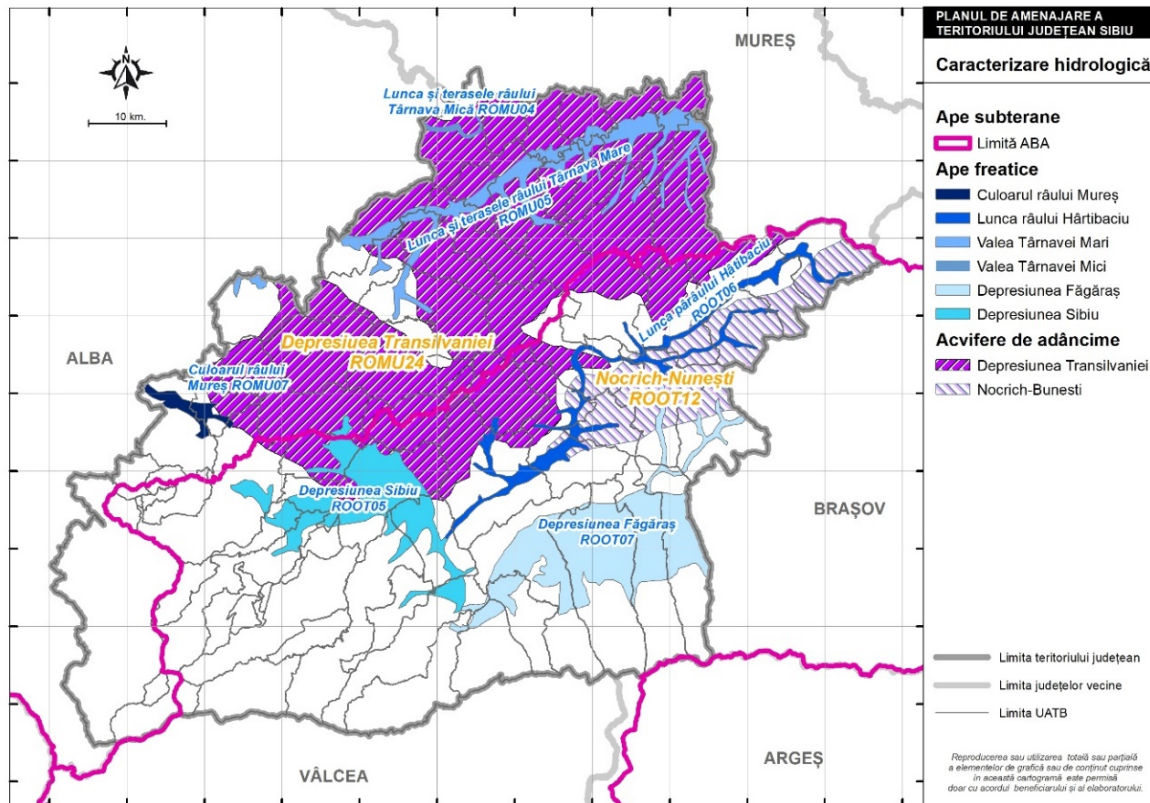 PLANUL DE AMENAJARE A
TERITORIULUI JUDEȚEAN SIBIU
Caracterizare hidrologică
Ape subterane
Limită ABA
Ape freatice
Culoarul râului Mureș
Lunca râului Hârtibaciu
Valea Târnavei Mari
Valea Târnavei Mici
Depresiunea Făgăraș
Depresiunea Sibiu
Acvifere de adâncime
Depresiunea Transilvaniei
Nocrich-Bunesti
Limita teritoriului județean
Limita județelor vecine
Limita UATB
Reproducerea sau utilizarea totală sau parțială
a elementelor de grafică sau de conținut cuprinse
în această cartogramă este permisă
doar cu acordul beneficiarului și al elaboratorului.
N
10 km.
MUREȘ
Lunca și terasele râului
Târnava Mică ROMU04
Lunca și terasele râului Târnava Mare
ROMU05
Lunca pârâului Hâtibaciu
ROOT06
Depresiuea Transilvaniei
ROMU24
ALBA
Culoarul râului
Mureș ROMU07
Nocrich-Nunești
ROOT12
Depresiunea Sibiu
ROOT05
Depresiunea Făgăraș
ROOT07
BRAȘOV
VÂLCEA
ARGEȘ